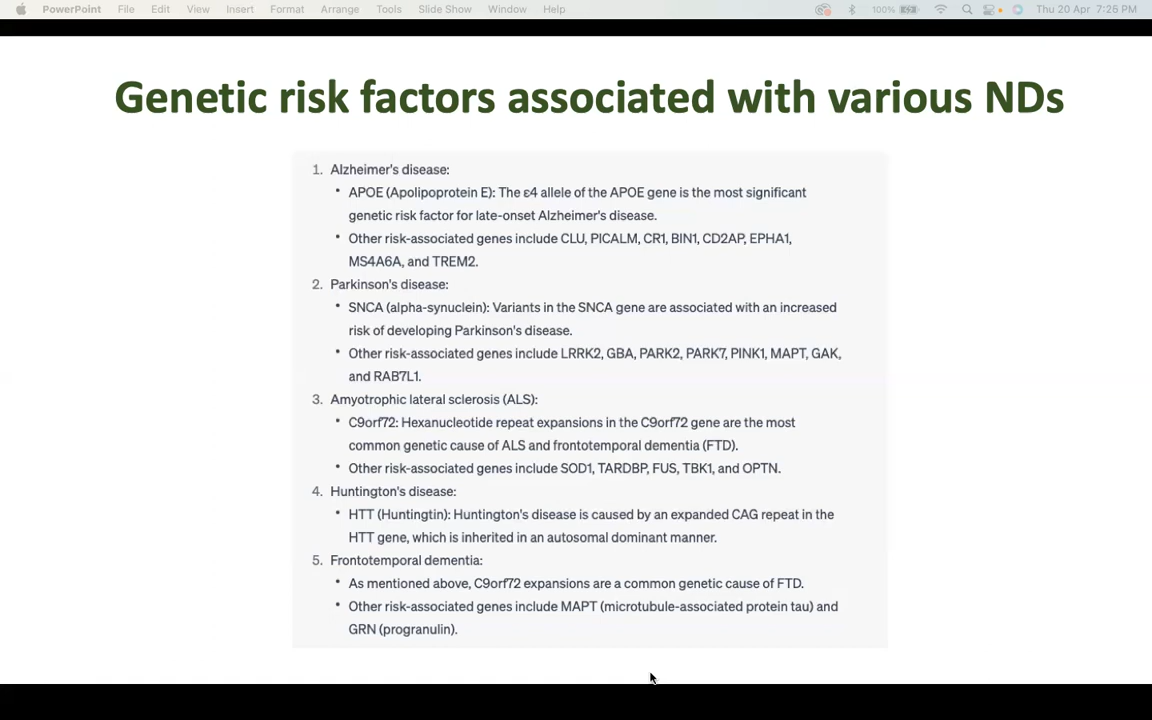 PowerPoint File Edit View Insert Format Arrange Tools Slide Show Window Help 100% Thu 20 Apr 7:26 PM
Genetic risk factors associated with various NDs
1. Alzheimer's disease:
• APOE (Apolipoprotein E): The ε4 allele of the APOE gene is the most significant
genetic risk factor for late-onset Alzheimer's disease.
• Other risk-associated genes include CLU, PICALM, CR1, BIN1, CD2AP, EPHA1,
MS4A6A, and TREM2.
2. Parkinson's disease:
• SNCA (alpha-synuclein): Variants in the SNCA gene are associated with an increased
risk of developing Parkinson's disease.
• Other risk-associated genes include LRRK2, GBA, PARK2, PARK7, PINK1, MAPT, GAK,
and RAB7L1.
3. Amyotrophic lateral sclerosis (ALS):
• C9orf72: Hexanucleotide repeat expansions in the C9orf72 gene are the most
common genetic cause of ALS and frontotemporal dementia (FTD).
• Other risk-associated genes include SOD1, TARDBP, FUS, TBK1, and OPTN.
4. Huntington's disease:
• HTT (Huntingtin): Huntington's disease is caused by an expanded CAG repeat in the
HTT gene, which is inherited in an autosomal dominant manner.
5. Frontotemporal dementia:
• As mentioned above, C9orf72 expansions are a common genetic cause of FTD.
• Other risk-associated genes include MAPT (microtubule-associated protein tau) and
GRN (progranulin).